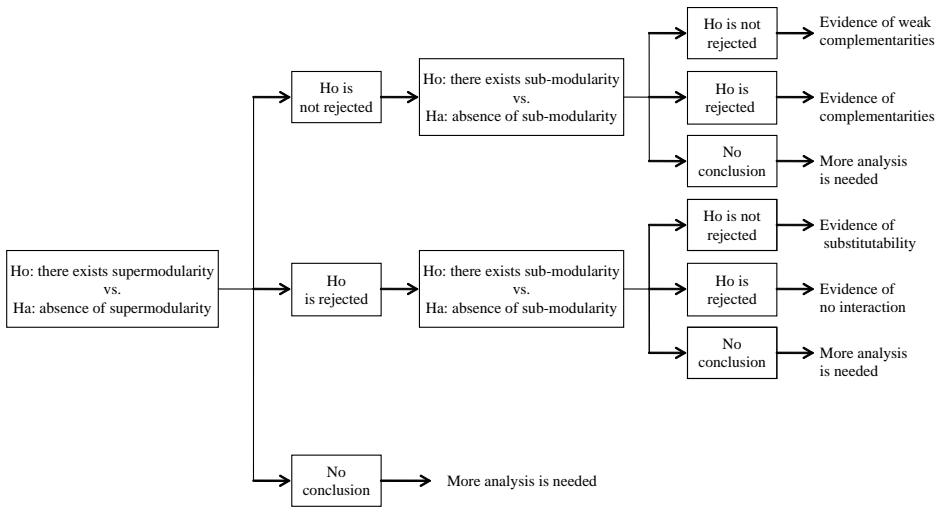 Ho: there exists supermodularity
vs.
Ha: absence of supermodularity
Ho is
not rejected
Ho: there exists sub-modularity
vs.
Ha: absence of sub-modularity
Ho is not
rejected
Evidence of weak
complementarities
Ho is
rejected
Evidence of
complementarities
No
conclusion
More analysis
is needed
Ho
is rejected
Ho: there exists sub-modularity
vs.
Ha: absence of sub-modularity
Ho is not
rejected
Evidence of
substitutability
Ho is
rejected
Evidence of
no interaction
No
conclusion
More analysis
is needed
No
conclusion
More analysis is needed